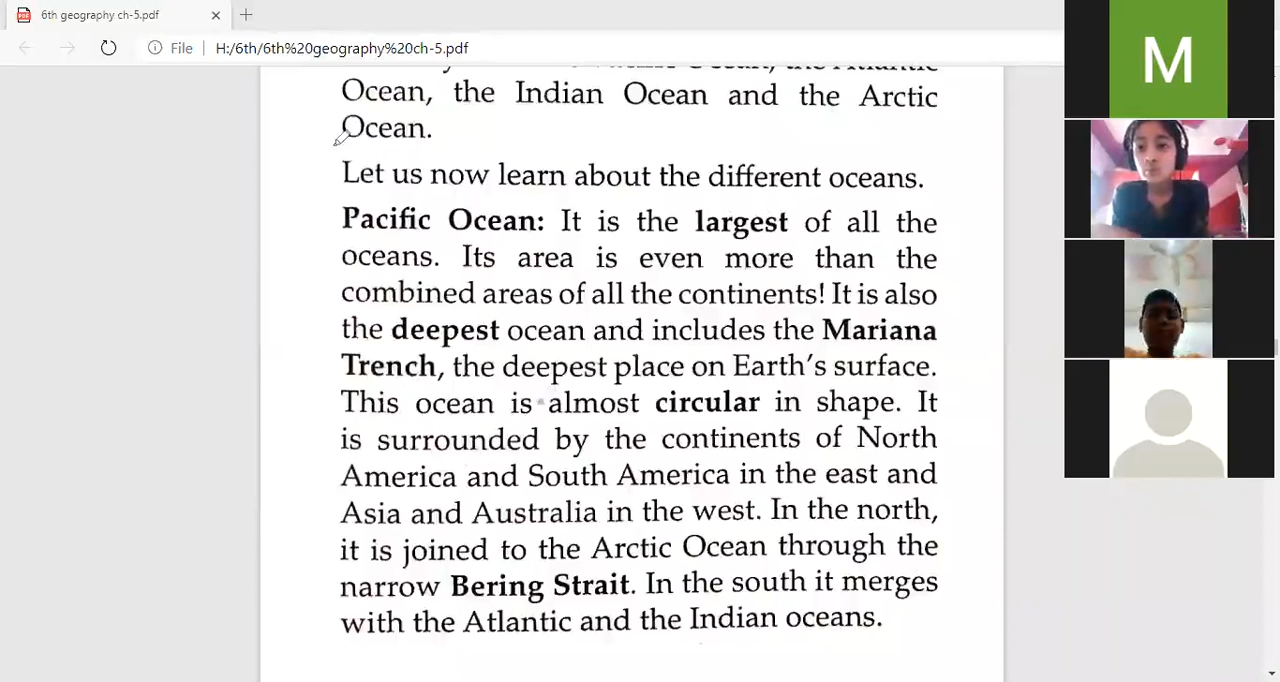 6th geography ch-5.pdf
File H:/6th/6th%20geography%20ch-5.pdf
Ocean, the Atlantic
Ocean, the Indian Ocean and the Arctic
Ocean.
Let us now learn about the different oceans.
Pacific Ocean: It is the largest of all the
oceans. Its area is even more than the
combined areas of all the continents! It is also
the deepest ocean and includes the Mariana
Trench, the deepest place on Earth's surface.
This ocean is almost circular in shape. It
is surrounded by the continents of North
America and South America in the east and
Asia and Australia in the west. In the north,
it is joined to the Arctic Ocean through the
narrow Bering Strait. In the south it merges
with the Atlantic and the Indian oceans.
M